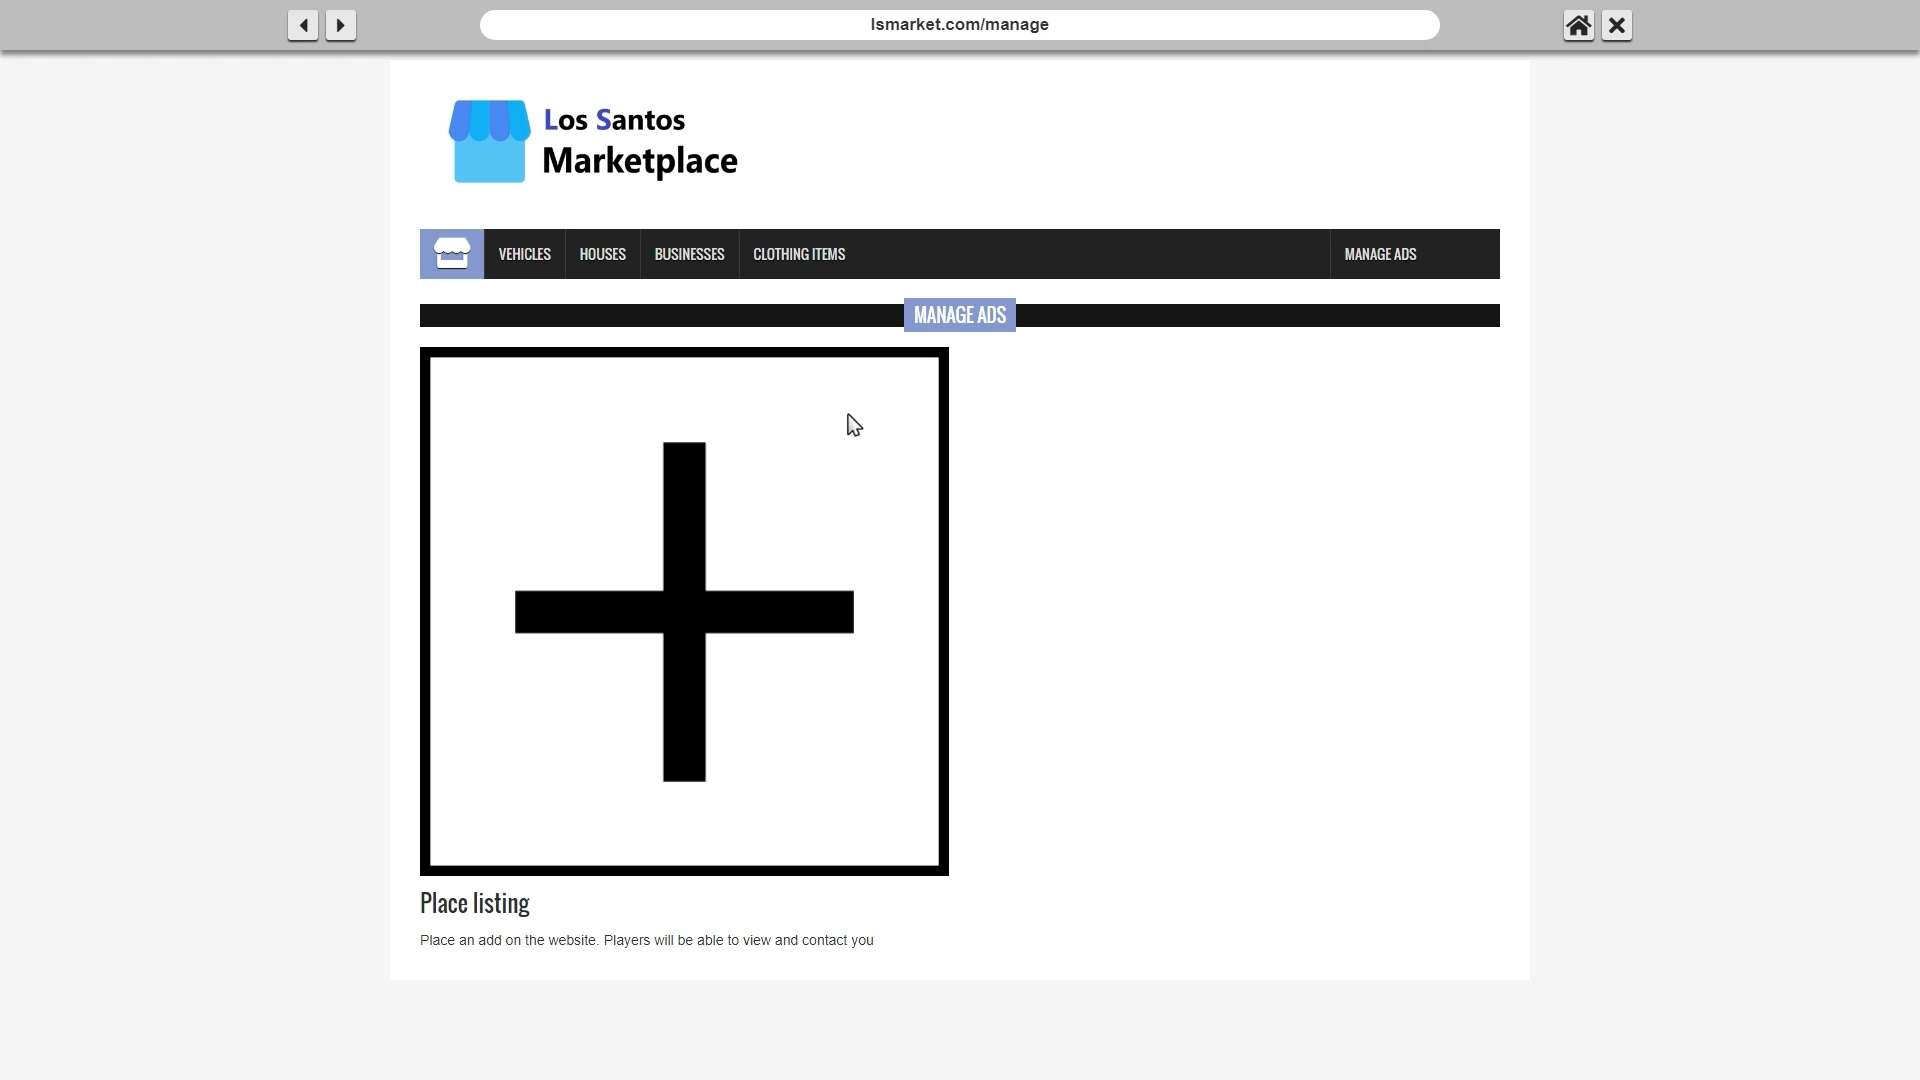 lsmarket.com/manage
Los Santos
Marketplace
VEHICLES HOUSES BUSINESSES CLOTHING ITEMS MANAGE ADS
MANAGE ADS
Place listing
Place an add on the website. Players will be able to view and contact you